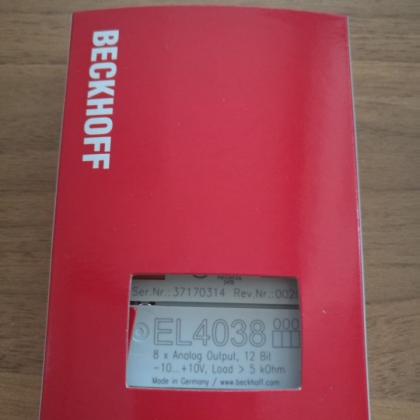 BECKHOFF
Ser.Nr.: 37170314 Rev.Nr.:002
EL4038 000
8 x Analog Output, 12 Bit
-10...+10V, Load > 5 kOhm
Made in Germany / www.beckhoff.com